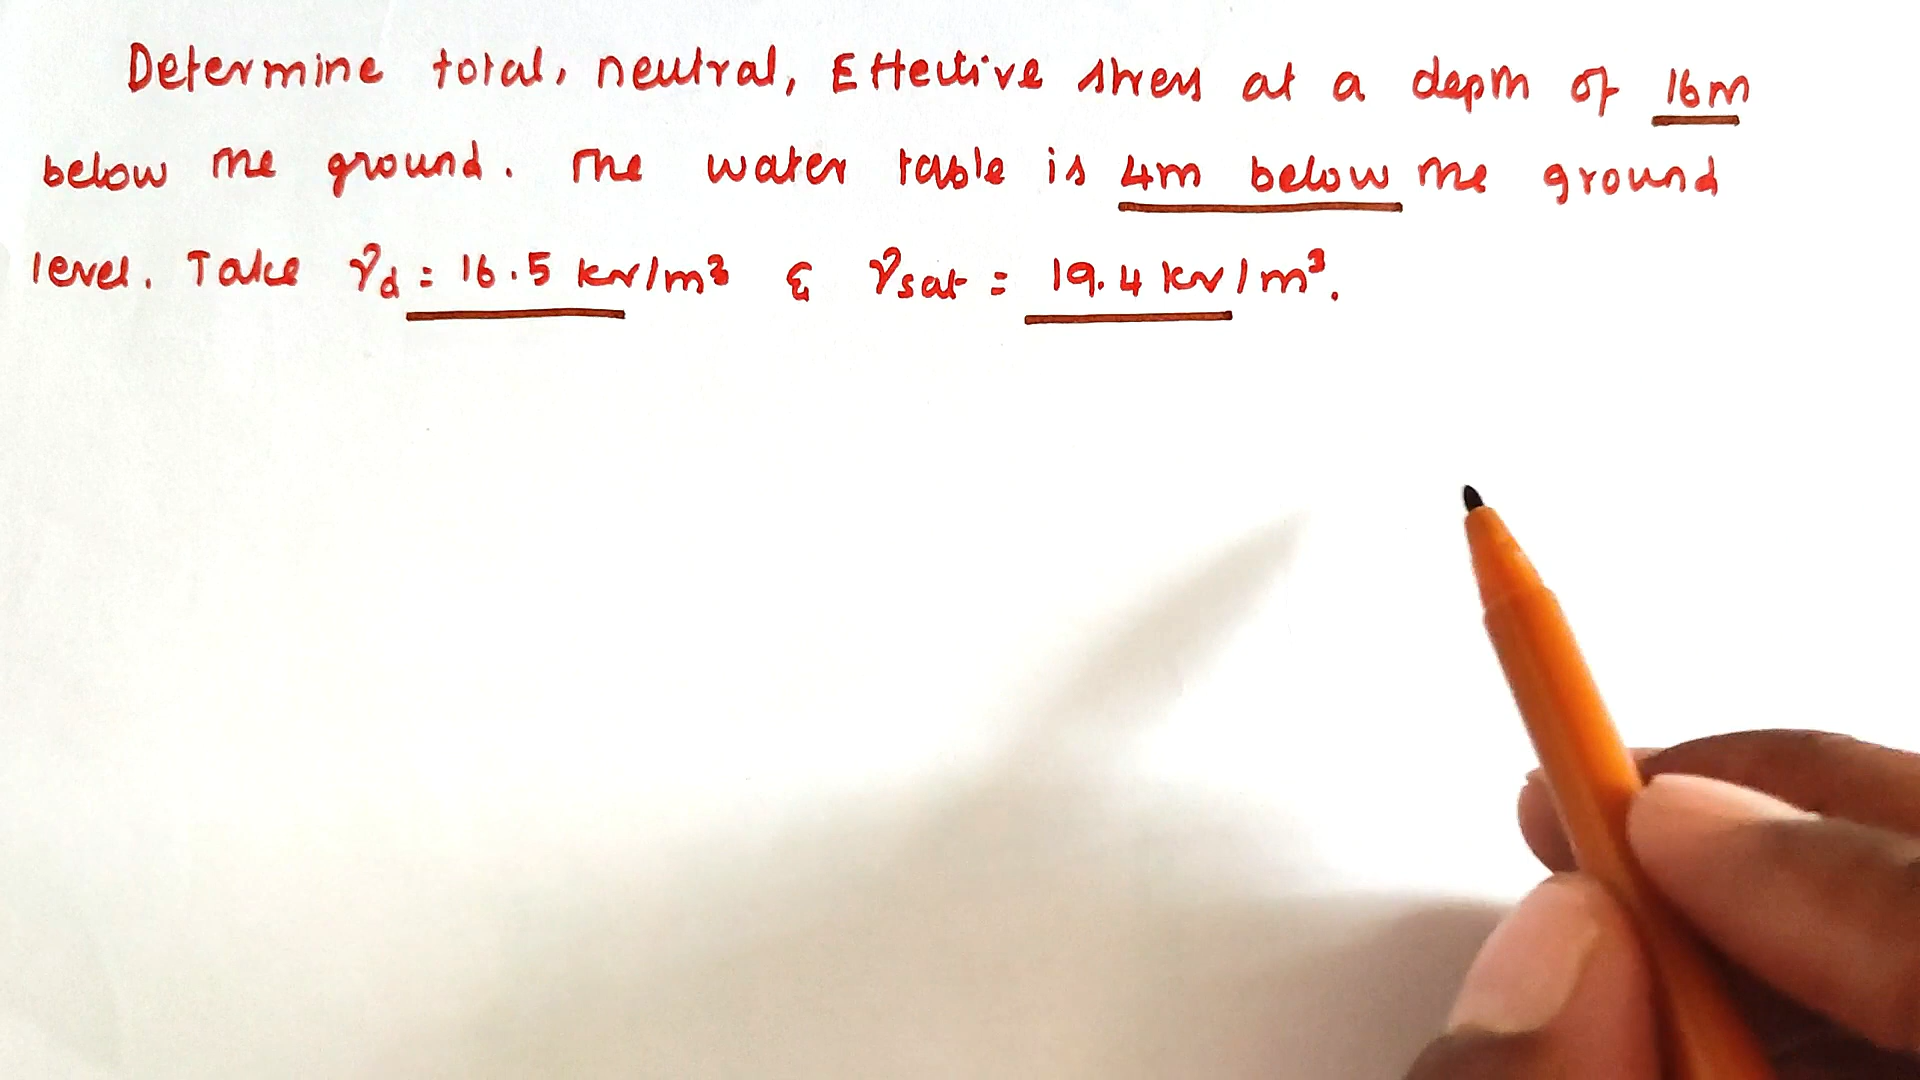 Determine total, neutral, Effective stress at a depth of 16m
below the ground. The water table is 4m below the ground
level. Take γd = 16.5 kN/m3 & γsat = 19.4 kN/m³.